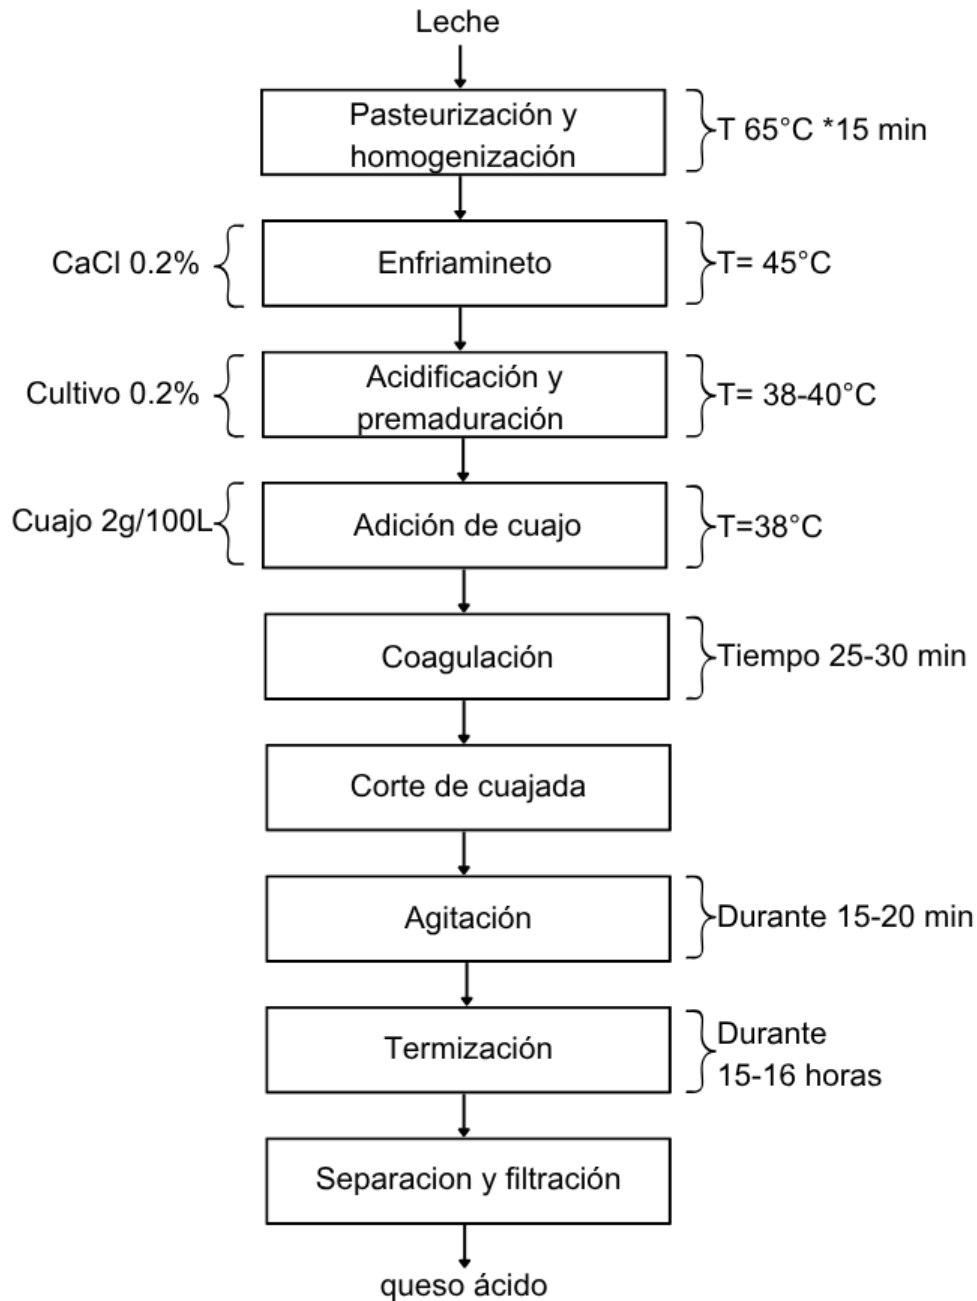 Leche
Pasteurización y
homogenización
T 65°C *15 min
CaCl 0.2%
Enfriamineto
T= 45°C
Cultivo 0.2%
Acidificación y
premaduración
T= 38-40°C
Cuajo 2g/100L
Adición de cuajo
T=38°C
Coagulación
Tiempo 25-30 min
Corte de cuajada
Agitación
Durante 15-20 min
Termización
Durante
15-16 horas
Separacion y filtración
queso ácido